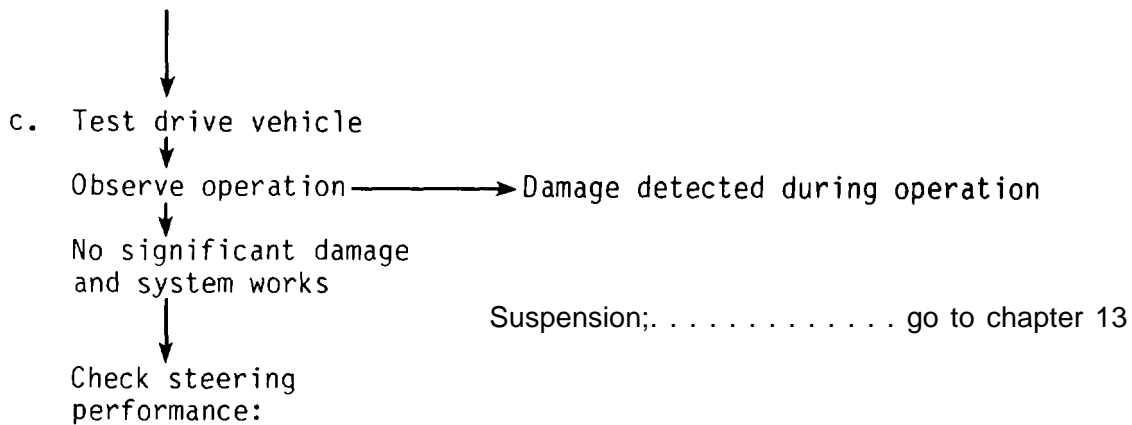 c. Test drive vehicle
Observe operation Damage detected during operation
No significant damage
and system works
Suspension;. . . . . . . . . . . . . . go to chapter 13
Check steering
performance: